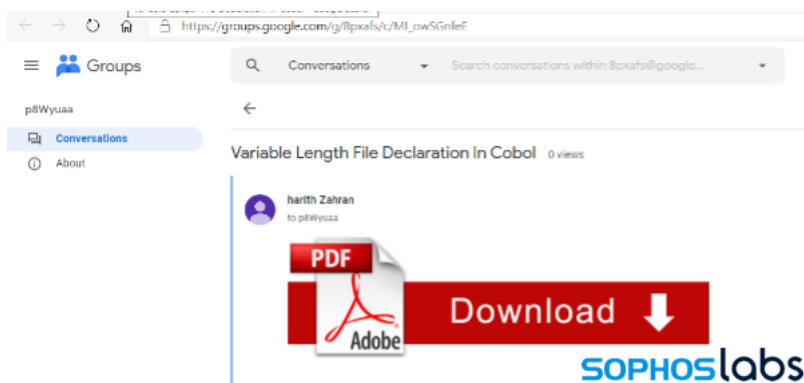 https://groups.google.com/g/8pxafs/c/MI_owSGnfeE
Groups
Conversations
Search conversations within 8pxafs@google...
p8Wyuaa
Conversations
About
Variable Length File Declaration In Cobol 0 views
harith Zahran
to p8Wyuaa
PDF
Download
Adobe
SOPHOSlabs